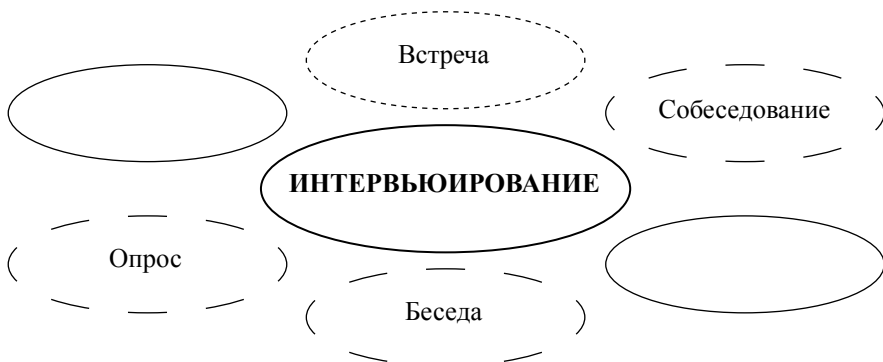 Встреча
Собеседование
ИНТЕРВЬЮИРОВАНИЕ
Опрос
Беседа